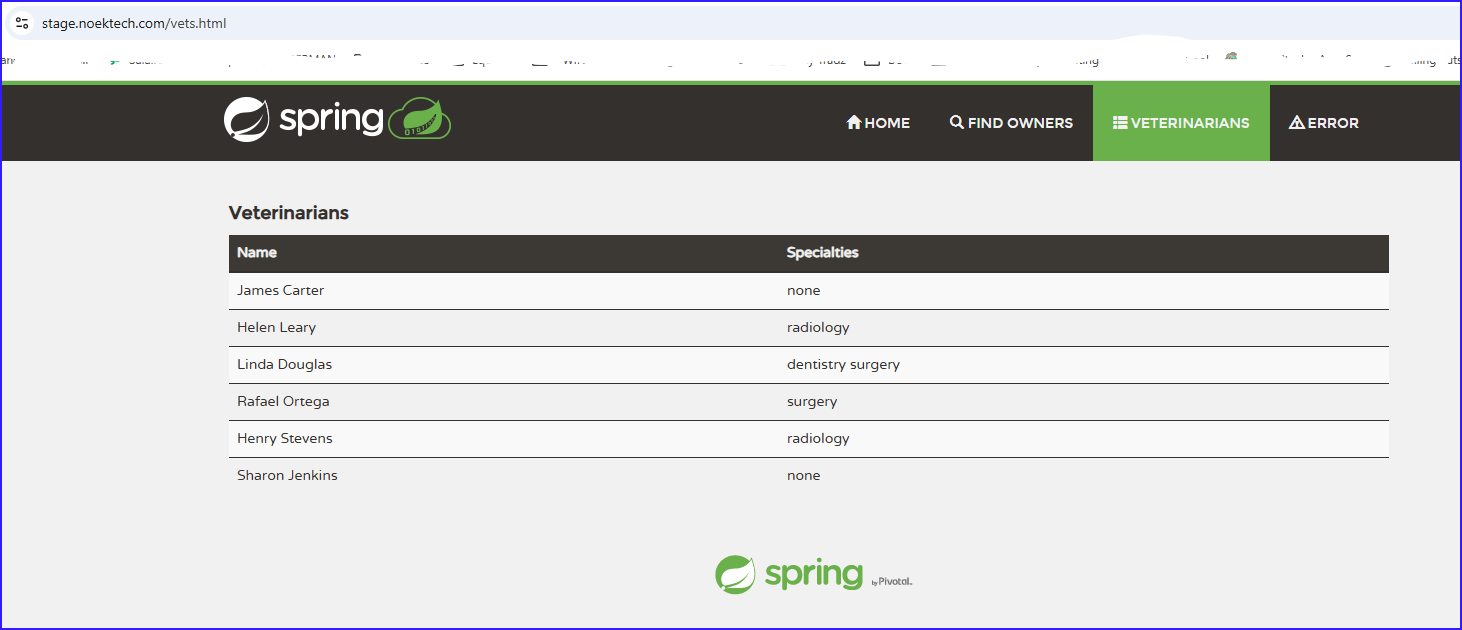 stage.noektech.com/vets.html
spring HOME FIND OWNERS VETERINARIANS ERROR
Veterinarians
Name Specialties
James Carter none
Helen Leary radiology
Linda Douglas dentistry surgery
Rafael Ortega surgery
Henry Stevens radiology
Sharon Jenkins none
spring by Pivotal.